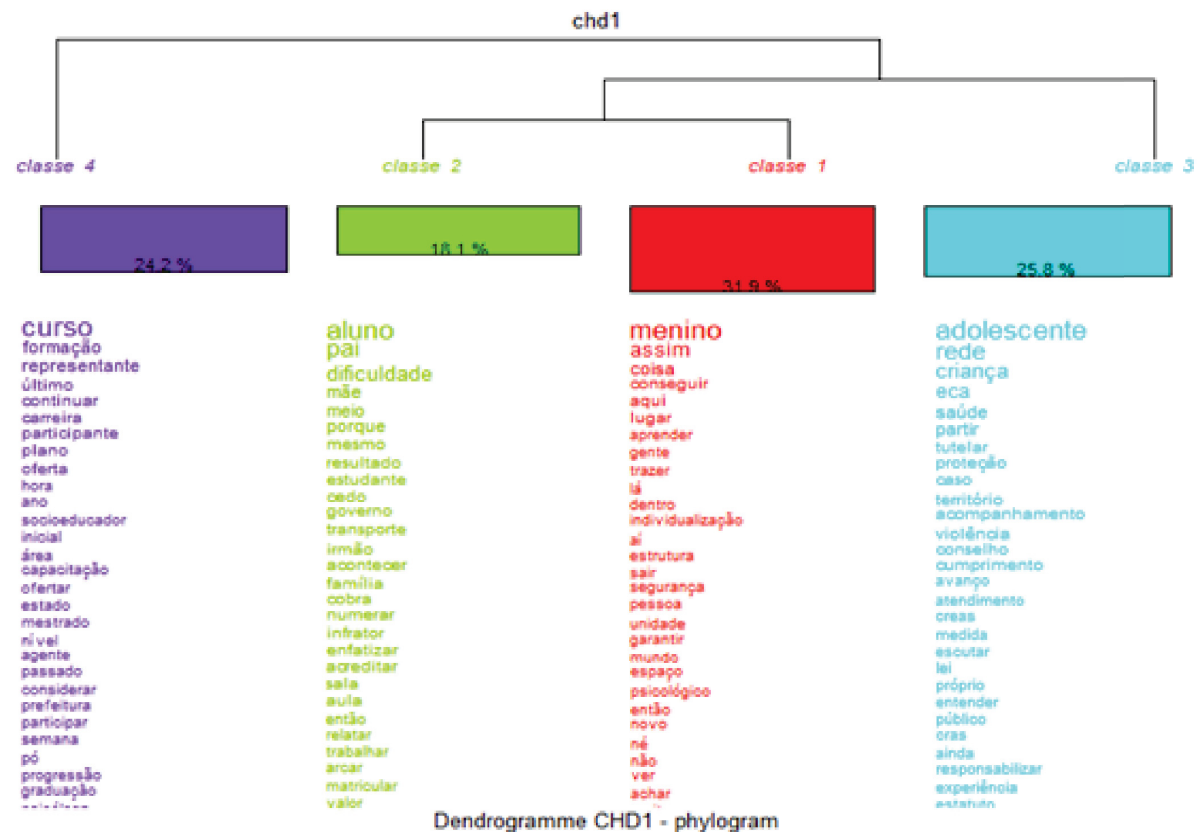 chd1
classe 4
classe 2
classe 1
classe 3
24.2 %
18.1 %
31.9 %
25.8 %
curso
formação
representante
último
continuar
carreira
participante
plano
oferta
hora
ano
socioeducador
inicial
área
capacitação
ofertar
estado
mestrado
nível
agente
passado
considerar
prefeitura
participar
semana
pó
progressão
graduação
aluno
pai
dificuldade
mãe
meio
porque
mesmo
resultado
estudante
cedo
governo
transporte
irmão
acontecer
família
cobra
numerar
infrator
enfatizar
acreditar
sala
aula
então
relatar
trabalhar
arcar
matricular
valor
menino
assim
coisa
conseguir
aqui
lugar
aprender
gente
trazer
lá
dentro
individualização
aí
estrutura
sair
segurança
pessoa
unidade
garantir
mundo
espaço
psicológico
então
novo
né
não
ver
achar
adolescente
rede
criança
eca
saúde
partir
tutelar
proteção
caso
território
acompanhamento
violência
conselho
cumprimento
avanço
atendimento
creas
medida
escutar
lei
próprio
entender
público
cras
ainda
responsabilizar
experiência
estatuto
Dendrogramme CHD1 - phylogram